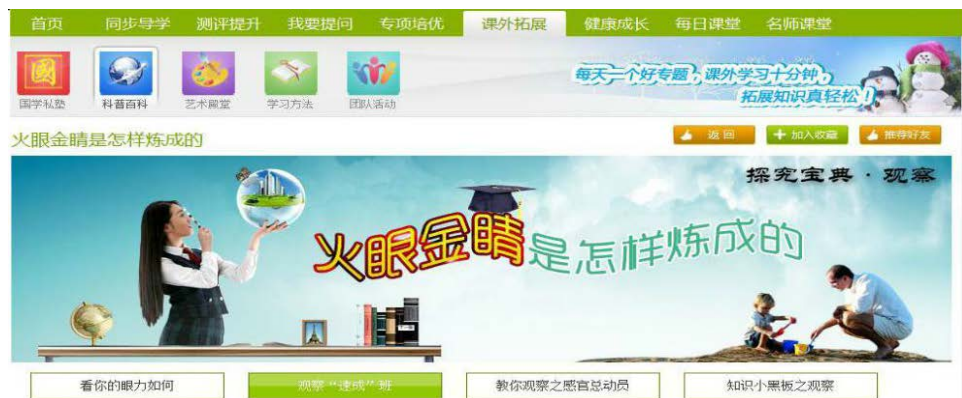 首页 同步导学 测评提升 我要提问 专项培优 课外拓展 健康成长 每日课堂 名师课堂
每天一个好专题，课外学习十分钟，
拓展知识真轻松！
国
国学私塾 科普百科 艺术殿堂 学习方法 团队活动
火眼金睛是怎样炼成的
返回 加入收藏 推荐好友
探究宝典·观察
火眼金睛是怎样炼成的
看你的眼力如何 观察“速成”班 教你观察之感官总动员 知识小黑板之观察